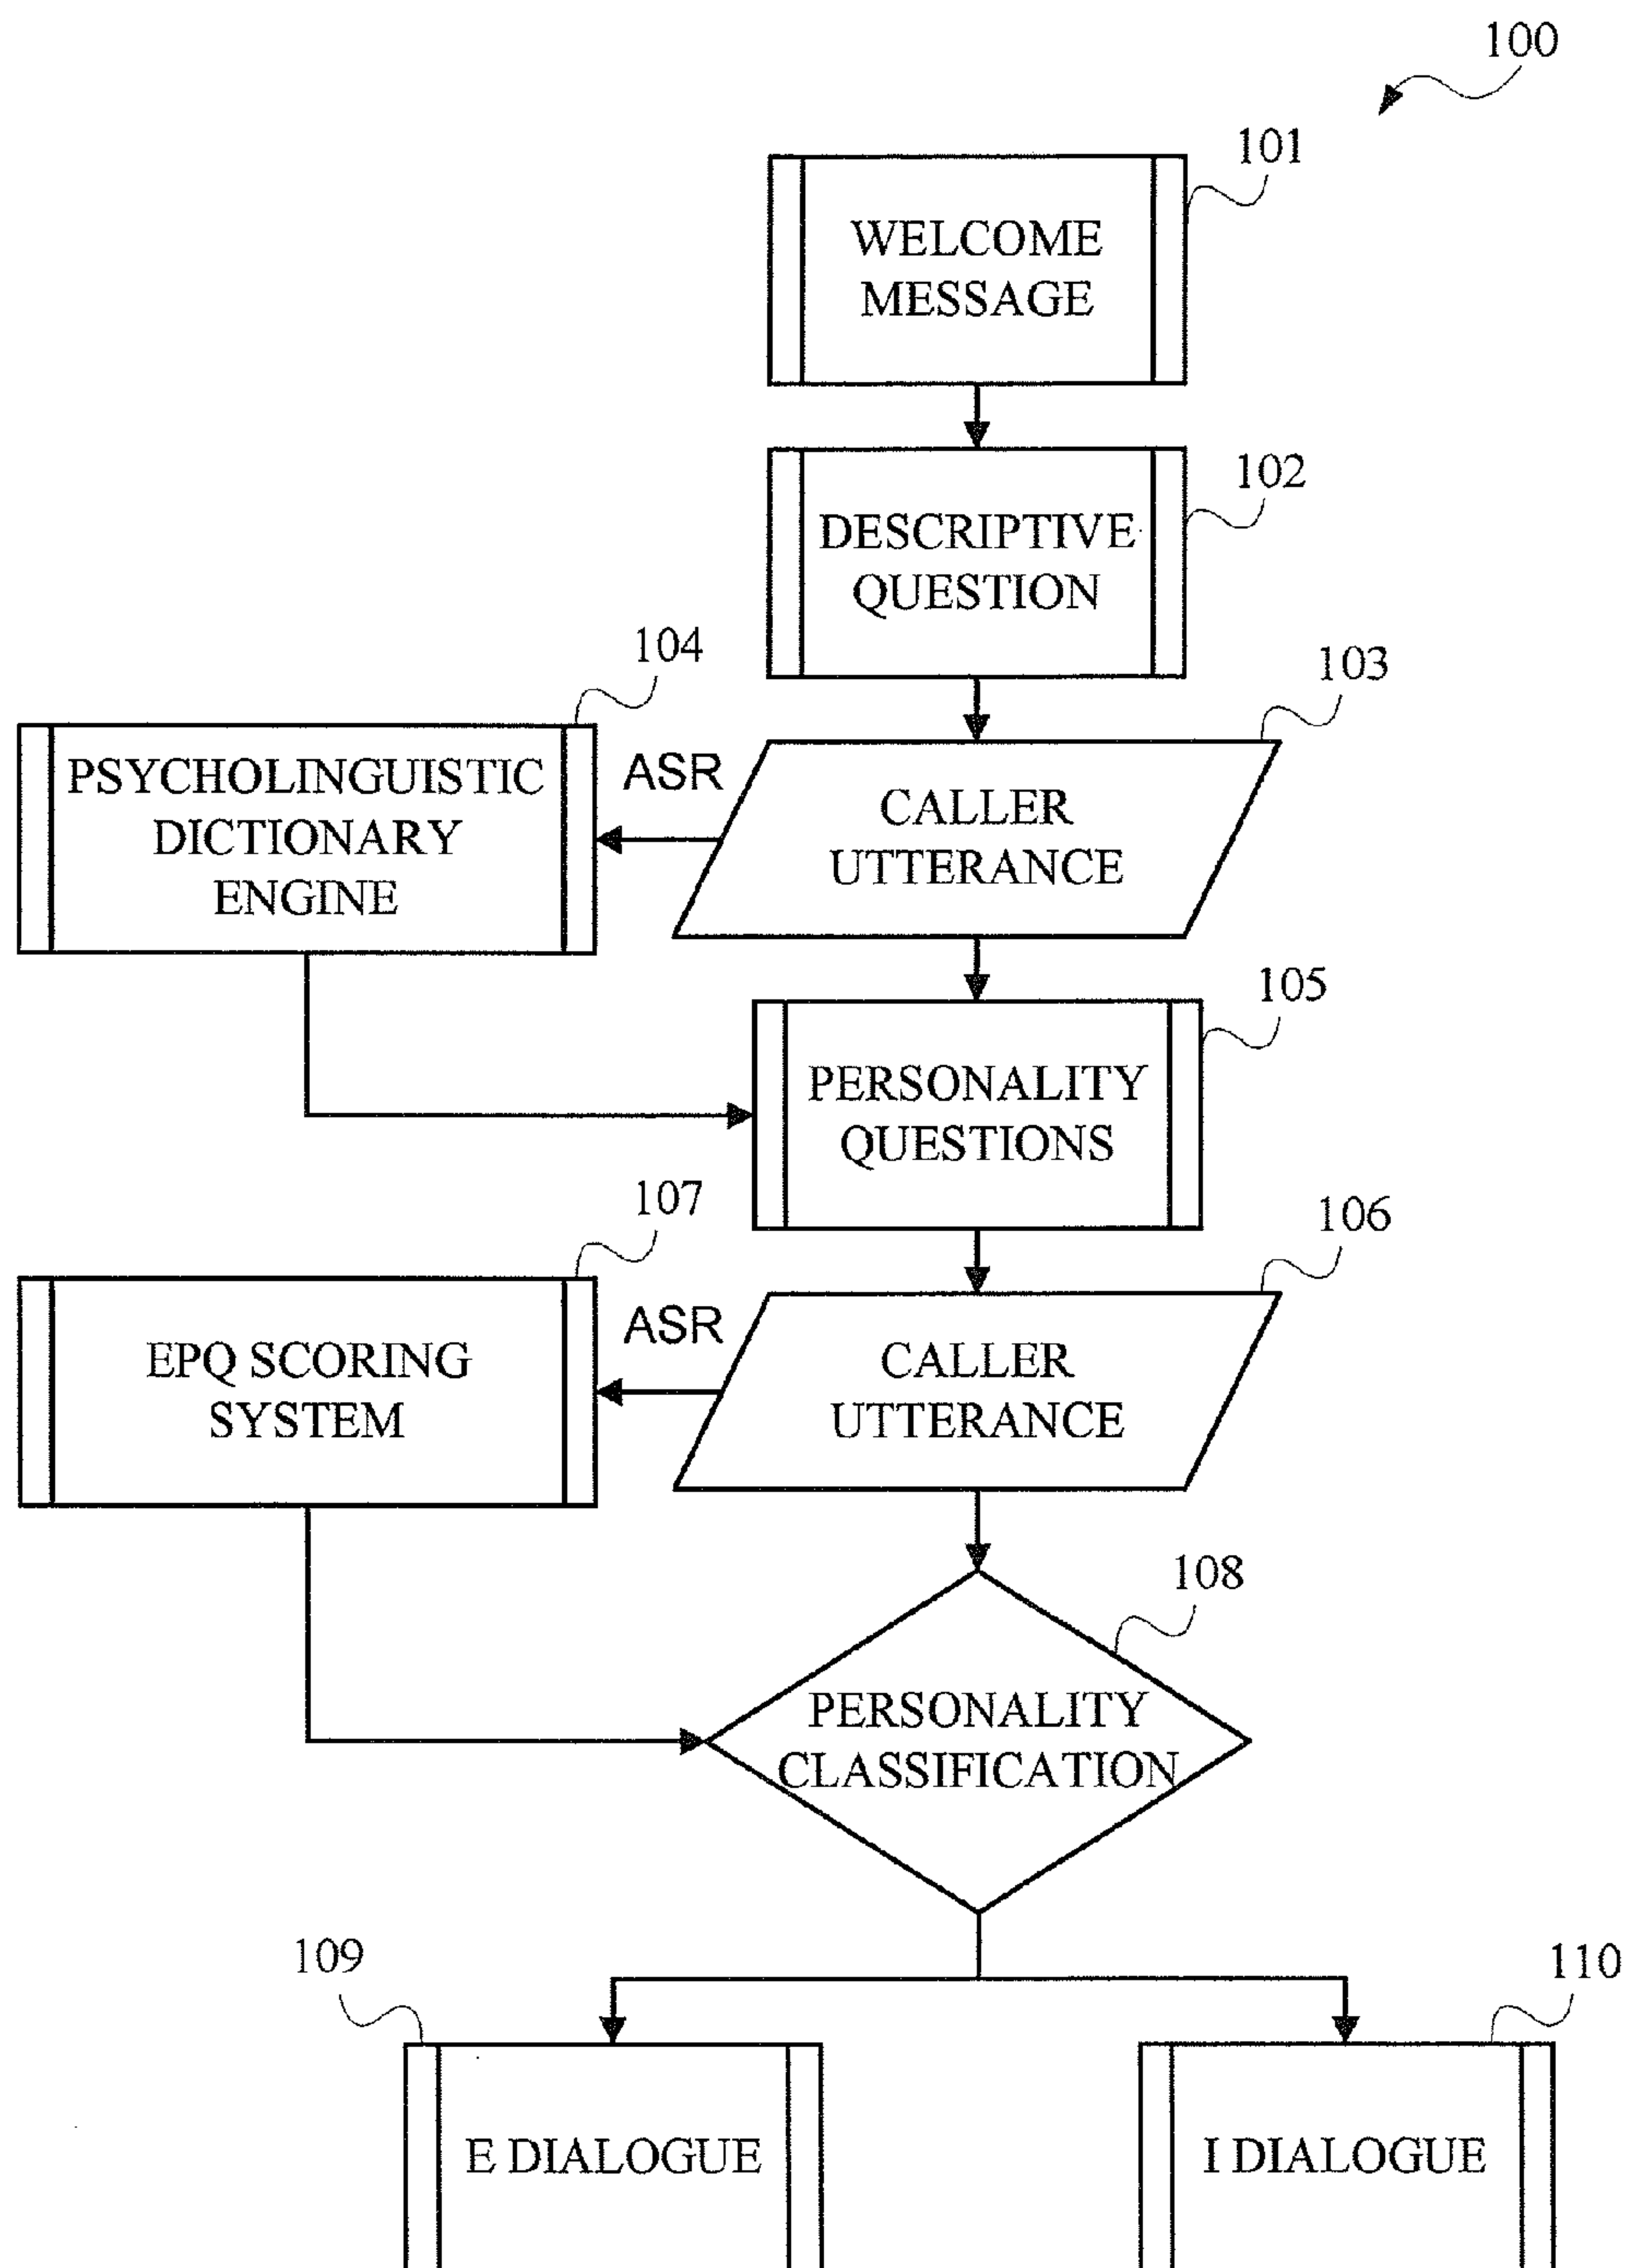 100
101
WELCOME
MESSAGE
102
DESCRIPTIVE
QUESTION
103
104
PSYCHOLINGUISTIC
DICTIONARY
ENGINE
ASR
CALLER
UTTERANCE
105
PERSONALITY
QUESTIONS
106
107
EPQ SCORING
SYSTEM
ASR
CALLER
UTTERANCE
108
PERSONALITY
CLASSIFICATION
109
110
E DIALOGUE
I DIALOGUE